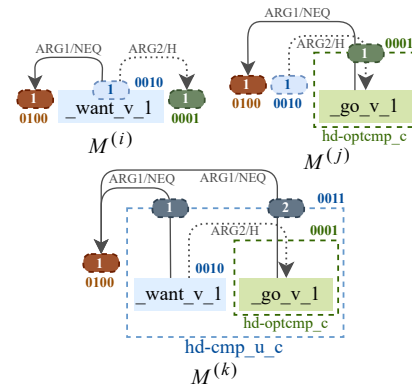 ARG1/NEQ
ARG2/H
0010
1
1
1
_want_v_1
0100
0001
M(i)
ARG1/NEQ
0001
ARG2/H
1
1
1
1
0100
0010
_go_v_1
hd-optcmp_c
M(j)
ARG1/NEQ
ARG1/NEQ
0011
1
2
ARG2/H
0001
1
0100
0010
_want_v_1
_go_v_1
hd-optcmp_c
hd-cmp_u_c
M(k)